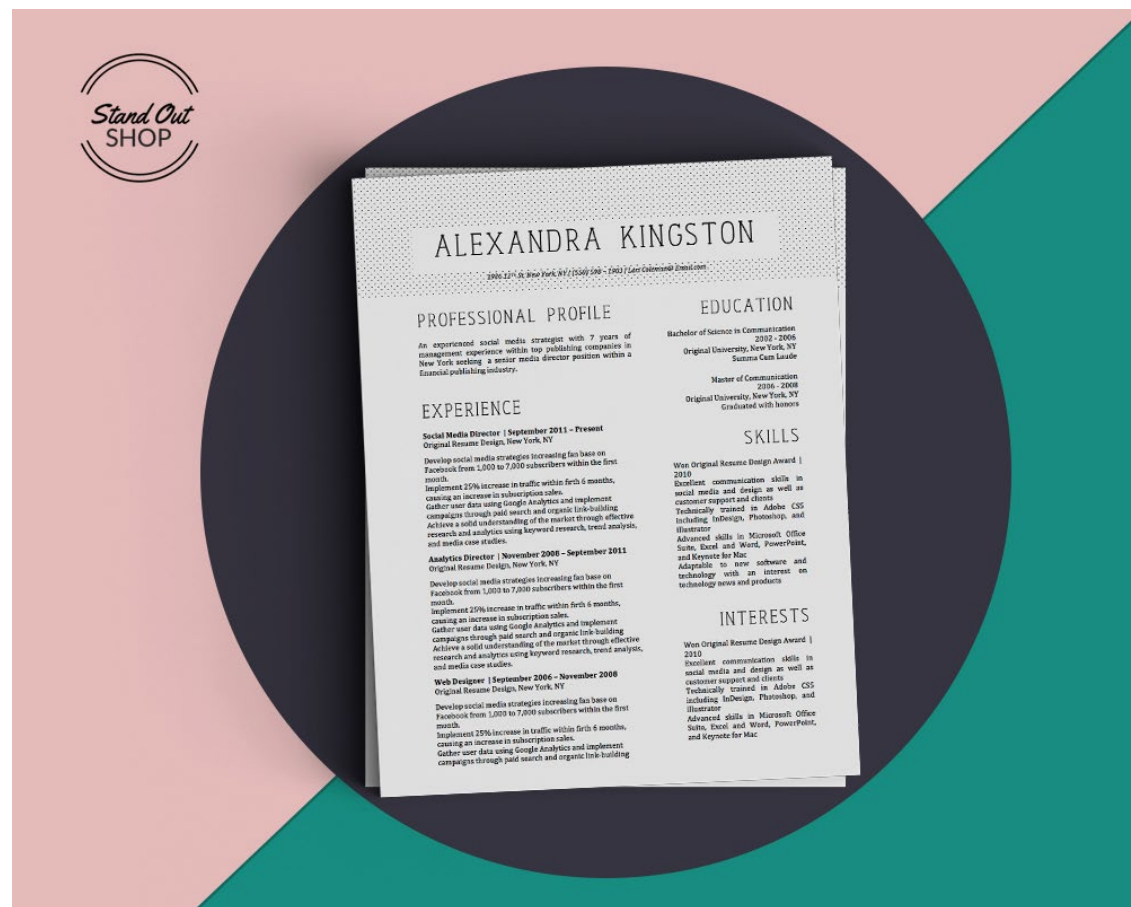 Stand Out
SHOP
ALEXANDRA KINGSTON
PROFESSIONAL PROFILE
An experienced social media strategist with 7 years of
management experience within top publishing companies in
New York seeking a senior media director position within a
financial publishing industry.
EXPERIENCE
Social Media Director | September 2011 – Present
Original Resume Design, New York, NY
Develop social media strategies increasing fan base on
Facebook from 1,000 to 7,000 subscribers within the first
month.
Implement 25% increase in traffic within firth 6 months,
causing an increase in subscription sales.
Gather user data using Google Analytics and implement
campaigns through paid search and organic link-building
Achieve a solid understanding of the market through effective
research and analytics using keyword research, trend analysis,
and media case studies.
Analytics Director | November 2008 – September 2011
Original Resume Design, New York, NY
Develop social media strategies increasing fan base on
Facebook from 1,000 to 7,000 subscribers within the first
month.
Implement 25% increase in traffic within firth 6 months,
causing an increase in subscription sales.
Gather user data using Google Analytics and implement
campaigns through paid search and organic link-building
Achieve a solid understanding of the market through effective
research and analytics using keyword research, trend analysis,
and media case studies.
Web Designer | September 2006 – November 2008
Original Resume Design, New York, NY
Develop social media strategies increasing fan base on
Facebook from 1,000 to 7,000 subscribers within the first
month.
Implement 25% increase in traffic within firth 6 months,
causing an increase in subscription sales.
Gather user data using Google Analytics and implement
campaigns through paid search and organic link-building
EDUCATION
Bachelor of Science in Communication
2002 - 2006
Original University, New York, NY
Summa Cum Laude
Master of Communication
2006 - 2008
Original University, New York, NY
Graduated with honors
SKILLS
Won Original Resume Design Award |
2010
Excellent communication skills in
social media and design as well as
customer support and clients
Technically trained in Adobe CS5
including InDesign, Photoshop, and
Illustrator
Advanced skills in Microsoft Office
Suite, Excel and Word, PowerPoint,
and Keynote for Mac
Adaptable to new software and
technology with an interest on
technology news and products
INTERESTS
Won Original Resume Design Award |
2010
Excellent communication skills in
social media and design as well as
customer support and clients
Technically trained in Adobe CS5
including InDesign, Photoshop, and
Illustrator
Advanced skills in Microsoft Office
Suite, Excel and Word, PowerPoint,
and Keynote for Mac